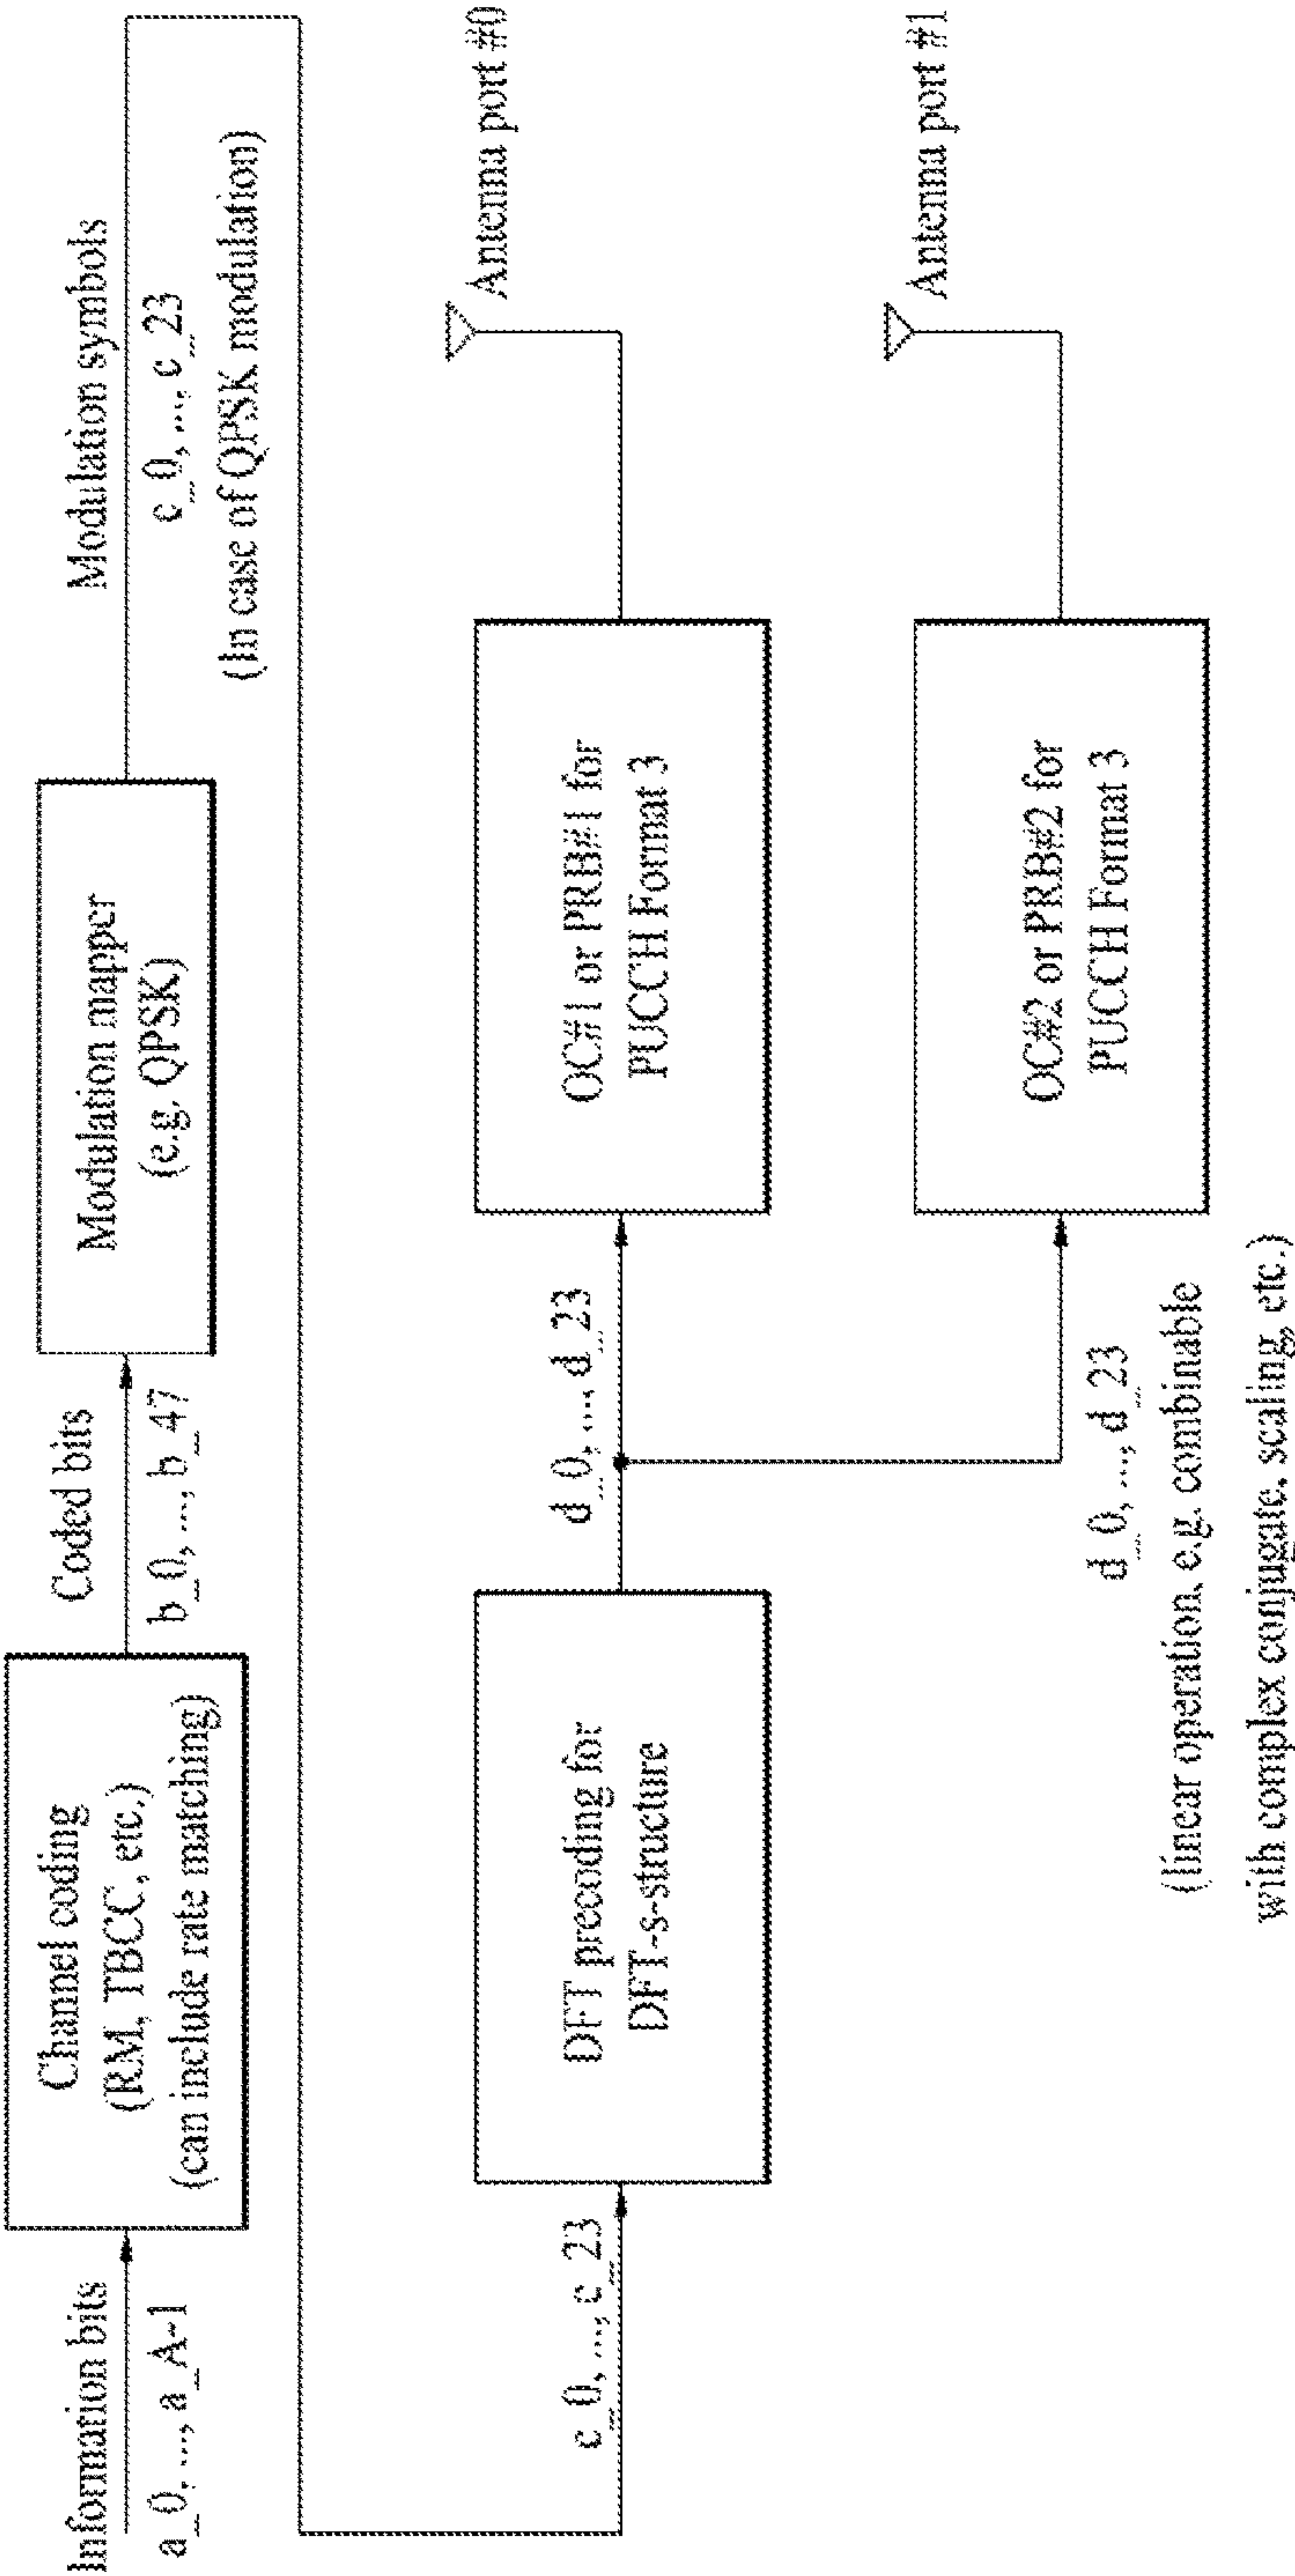 Information bits
a_0, ..., a_A-1
Channel coding
(RM, TBCC, etc.)
(can include rate matching)
Coded bits
b_0, ..., b_47
Modulation mapper
(e.g. QPSK)
Modulation symbols
c_0, ..., c_23
(In case of QPSK modulation)
c_0, ..., c_23
DFT precoding for
DFT-s-structure
d_0, ..., d_23
OC#1 or PRB#1 for
PUCCH Format 3
Antenna port #0
d_0, ..., d_23
(linear operation, e.g. combinable
with complex conjugate, scaling, etc.)
OC#2 or PRB#2 for
PUCCH Format 3
Antenna port #1